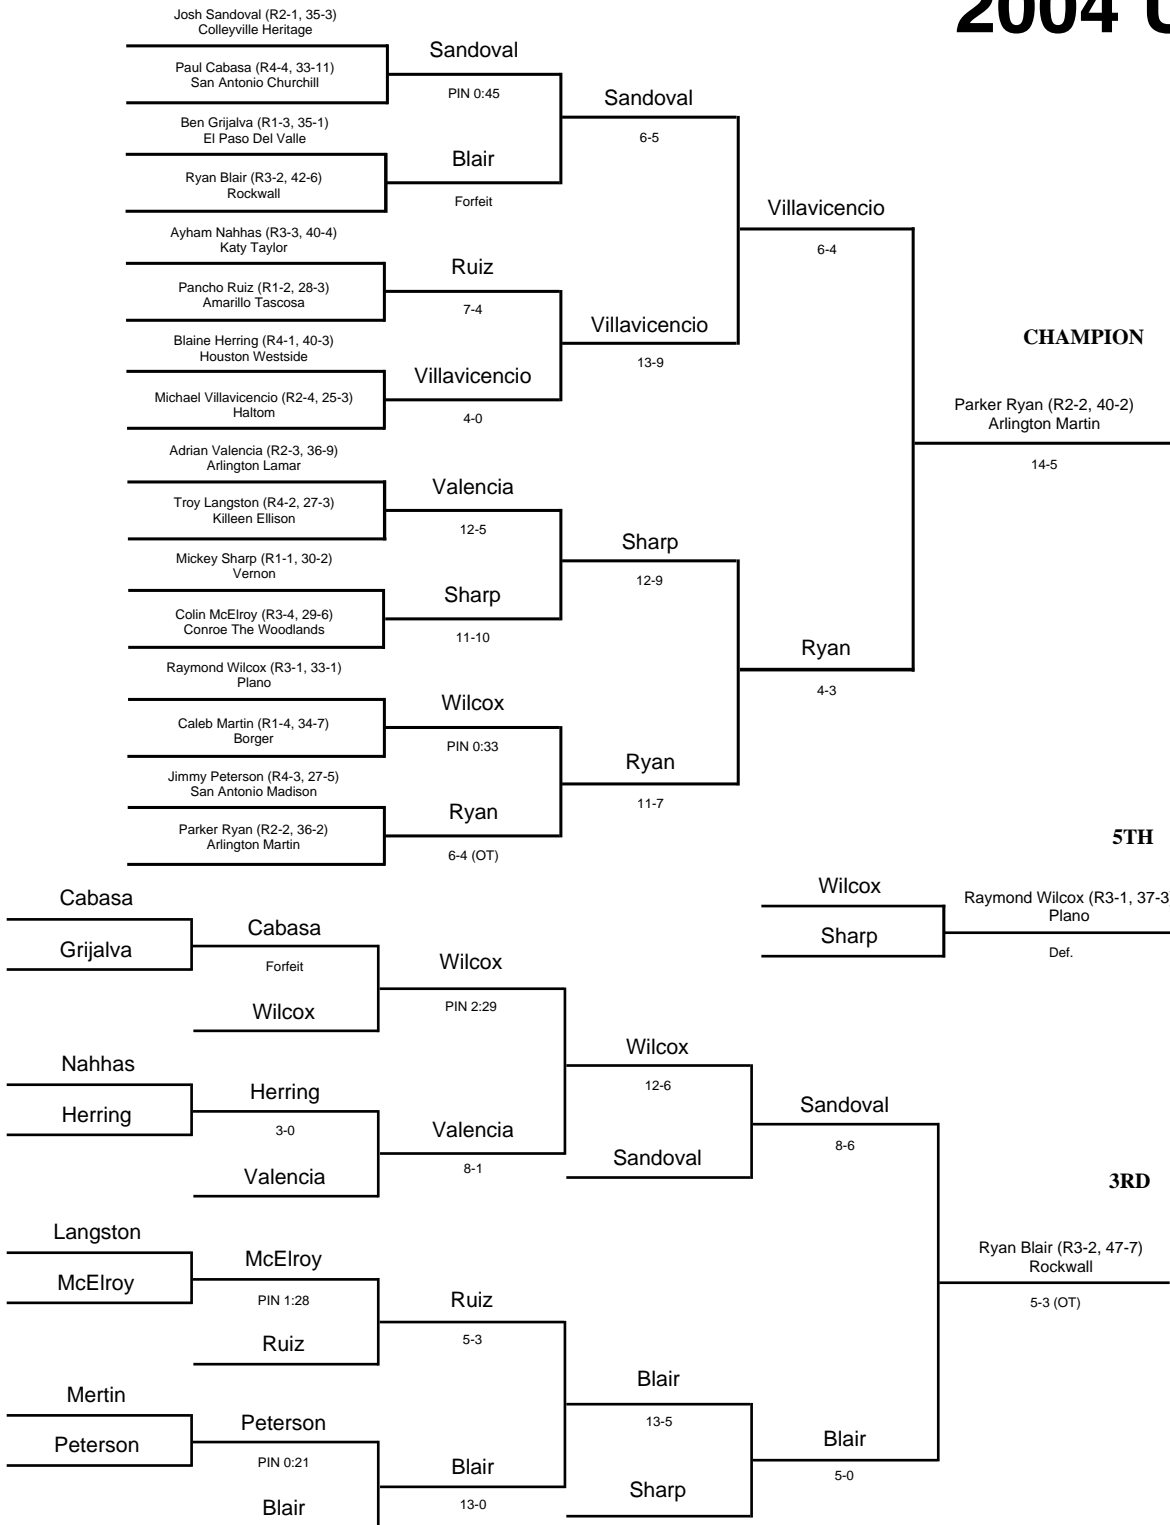 2004 U
Josh Sandoval (R2-1, 35-3)
Colleyville Heritage
Paul Cabasa (R4-4, 33-11)
San Antonio Churchill
Ben Grijalva (R1-3, 35-1)
El Paso Del Valle
Ryan Blair (R3-2, 42-6)
Rockwall
Ayham Nahhas (R3-3, 40-4)
Katy Taylor
Pancho Ruiz (R1-2, 28-3)
Amarillo Tascosa
Blaine Herring (R4-1, 40-3)
Houston Westside
Michael Villavicencio (R2-4, 25-3)
Haltom
Adrian Valencia (R2-3, 36-9)
Arlington Lamar
Troy Langston (R4-2, 27-3)
Killeen Ellison
Mickey Sharp (R1-1, 30-2)
Vernon
Colin McElroy (R3-4, 29-6)
Conroe The Woodlands
Raymond Wilcox (R3-1, 33-1)
Plano
Caleb Martin (R1-4, 34-7)
Borger
Jimmy Peterson (R4-3, 27-5)
San Antonio Madison
Parker Ryan (R2-2, 36-2)
Arlington Martin
Sandoval
PIN 0:45
Blair
Forfeit
Ruiz
7-4
Villavicencio
4-0
Valencia
12-5
Sharp
11-10
Wilcox
PIN 0:33
Ryan
6-4 (OT)
Sandoval
6-5
Villavicencio
13-9
Sharp
12-9
Ryan
11-7
Villavicencio
6-4
Ryan
4-3
CHAMPION
Parker Ryan (R2-2, 40-2)
Arlington Martin
14-5
5TH
Wilcox
Sharp
Raymond Wilcox (R3-1, 37-3)
Plano
Def.
Cabasa
Grijalva
Nahhas
Herring
Langston
McElroy
Mertin
Peterson
Cabasa
Forfeit
Wilcox
Herring
3-0
Valencia
McElroy
PIN 1:28
Ruiz
Peterson
PIN 0:21
Blair
Wilcox
PIN 2:29
Valencia
8-1
Ruiz
5-3
Blair
13-0
Wilcox
12-6
Sandoval
Blair
13-5
Sharp
Sandoval
8-6
Blair
5-0
3RD
Ryan Blair (R3-2, 47-7)
Rockwall
5-3 (OT)